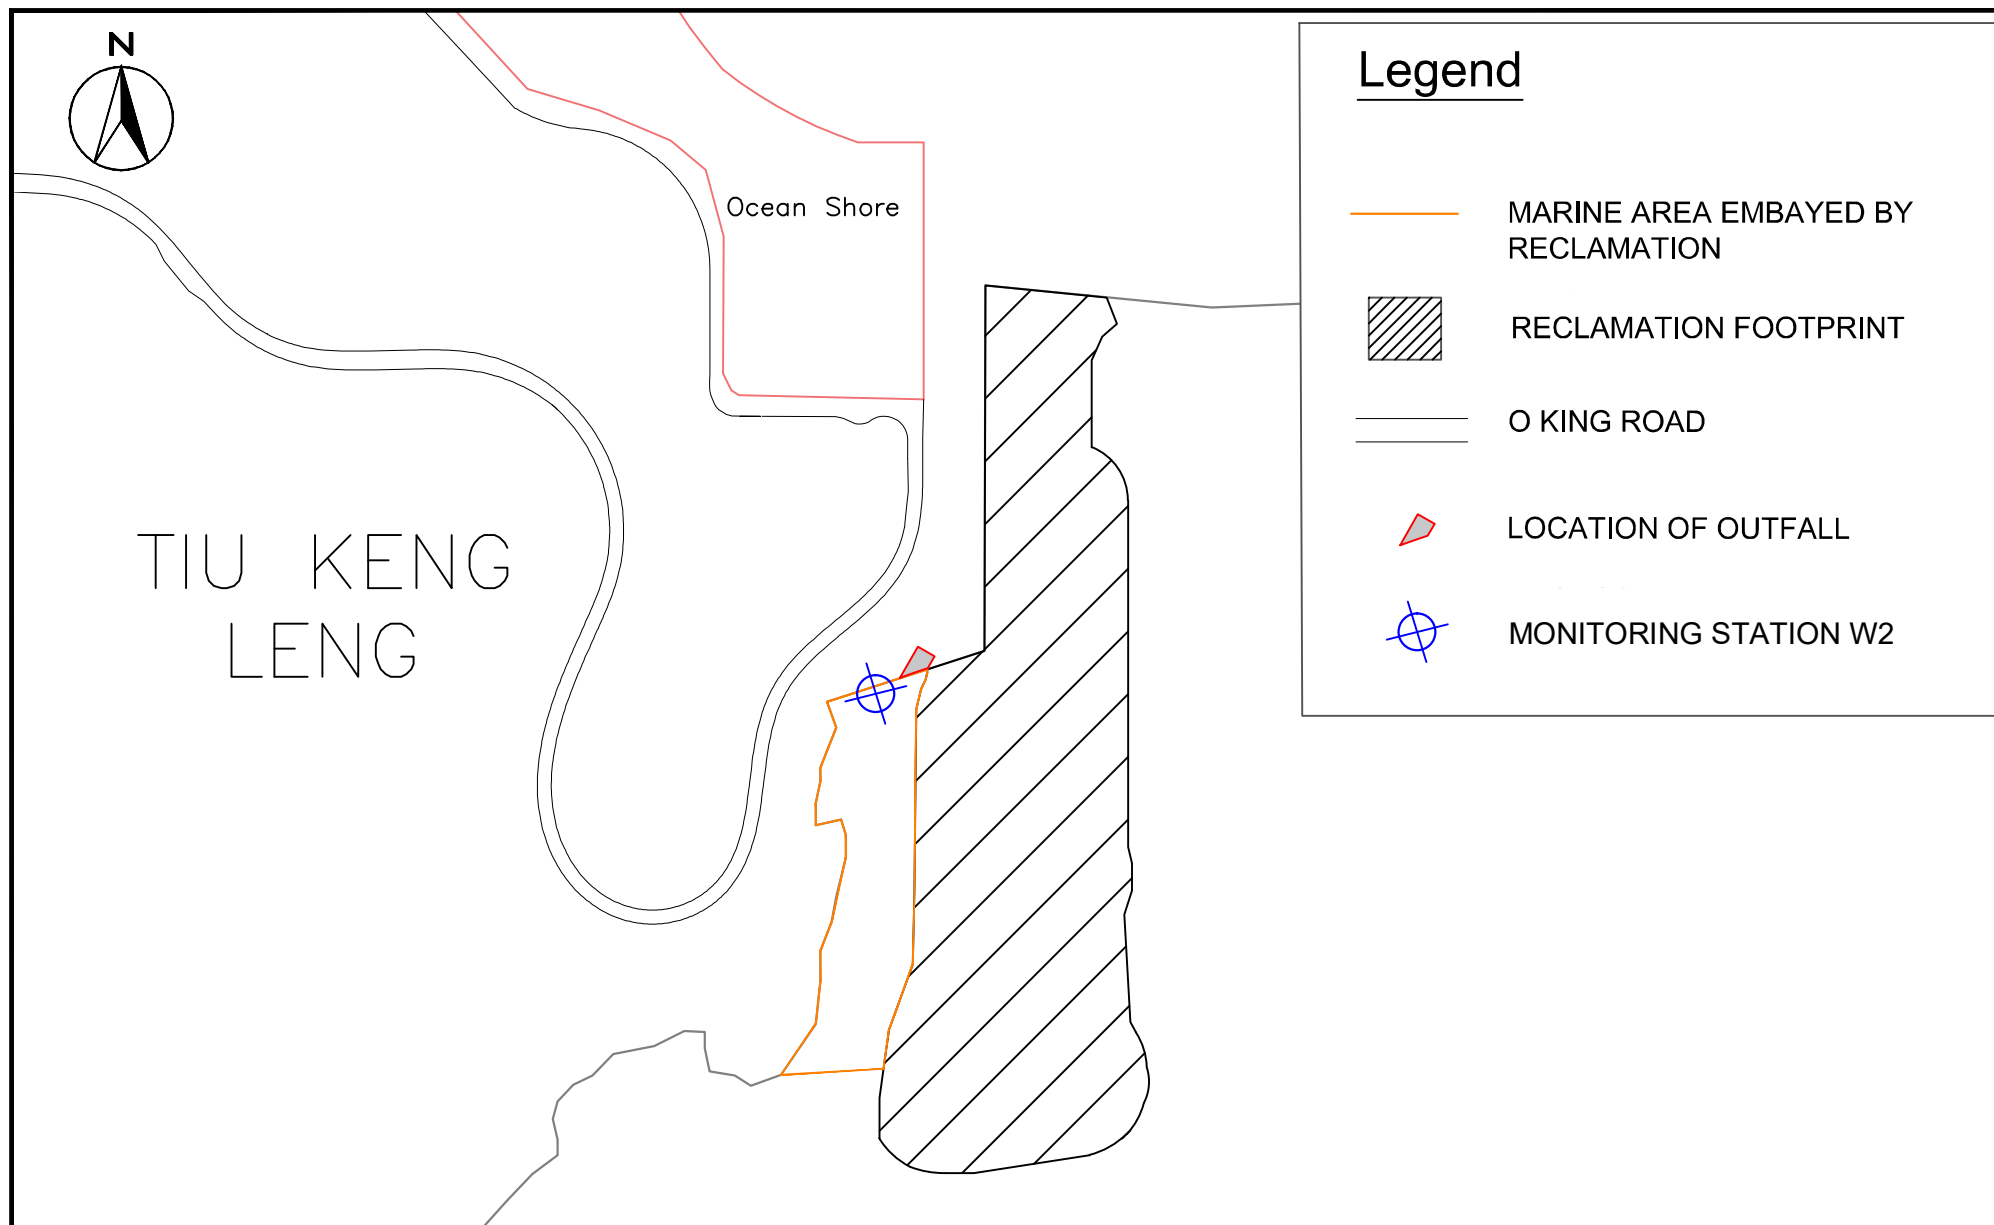 N
Ocean Shore
TIU KENG
LENG
Legend
MARINE AREA EMBAYED BY
RECLAMATION
RECLAMATION FOOTPRINT
O KING ROAD
LOCATION OF OUTFALL
MONITORING STATION W2